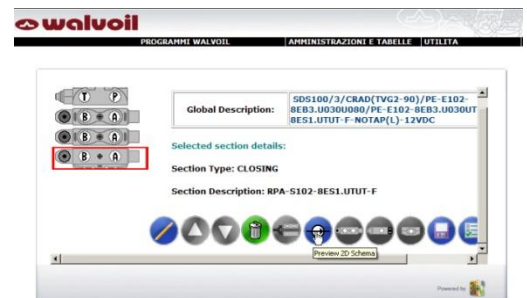 walvoil
PROGRAMMI WALVOIL AMMINISTRAZIONI E TABELLE UTILITA
T P
B A
B A
B A
Global Description:
SDS100/3/CRAD(TVG2-90)/PE-E102-
8EB3.U030U080/PE-E102-8EB3.U030UT
8ES1.UTUT-F-NOTAP(L)-12VDC
Selected section details:
Section Type: CLOSING
Section Description: RPA-S102-8ES1.UTUT-F
Preview 2D Schema
Powered by